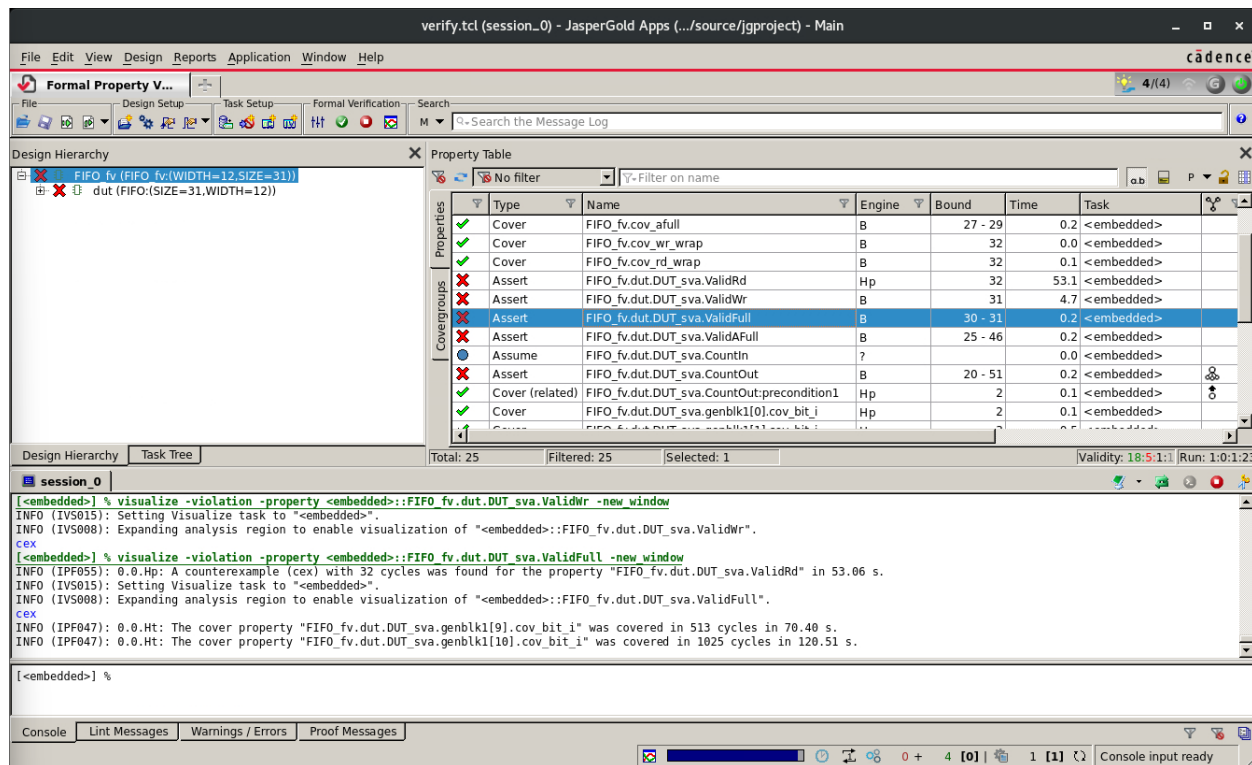 verify.tcl (session_0) - JasperGold Apps (.../source/jgproject) - Main
File Edit View Design Reports Application Window Help
cādence
Formal Property V...
4/(4)
File Design Setup Task Setup Formal Verification Search
M Search the Message Log
Design Hierarchy
FIFO_fv (FIFO_fv:(WIDTH=12,SIZE=31))
dut (FIFO:(SIZE=31,WIDTH=12))
Design Hierarchy Task Tree
Property Table
No filter Filter on name a.b P
Properties
Covergroups
Type Name Engine Bound Time Task
Cover FIFO_fv.cov_afull B 27 - 29 0.2 <embedded>
Cover FIFO_fv.cov_wr_wrap B 32 0.0 <embedded>
Cover FIFO_fv.cov_rd_wrap B 32 0.1 <embedded>
Assert FIFO_fv.dut.DUT_sva.ValidRd Hp 32 53.1 <embedded>
Assert FIFO_fv.dut.DUT_sva.ValidWr B 31 4.7 <embedded>
Assert FIFO_fv.dut.DUT_sva.ValidFull B 30 - 31 0.2 <embedded>
Assert FIFO_fv.dut.DUT_sva.ValidAFull B 25 - 46 0.2 <embedded>
Assume FIFO_fv.dut.DUT_sva.CountIn ? 0.0 <embedded>
Assert FIFO_fv.dut.DUT_sva.CountOut B 20 - 51 0.2 <embedded>
Cover (related) FIFO_fv.dut.DUT_sva.CountOut:precondition1 Hp 2 0.1 <embedded>
Cover FIFO_fv.dut.DUT_sva.genblk1[0].cov_bit_i Hp 2 0.1 <embedded>
Total: 25 Filtered: 25 Selected: 1 Validity: 18:5:1:1 Run: 1:0:1:23
session_0
[<embedded>] % visualize -violation -property <embedded>::FIFO_fv.dut.DUT_sva.ValidWr -new_window
INFO (IVS015): Setting Visualize task to "<embedded>".
INFO (IVS008): Expanding analysis region to enable visualization of "<embedded>::FIFO_fv.dut.DUT_sva.ValidWr".
cex
[<embedded>] % visualize -violation -property <embedded>::FIFO_fv.dut.DUT_sva.ValidFull -new_window
INFO (IPF055): 0.0.Hp: A counterexample (cex) with 32 cycles was found for the property "FIFO_fv.dut.DUT_sva.ValidRd" in 53.06 s.
INFO (IVS015): Setting Visualize task to "<embedded>".
INFO (IVS008): Expanding analysis region to enable visualization of "<embedded>::FIFO_fv.dut.DUT_sva.ValidFull".
cex
INFO (IPF047): 0.0.Ht: The cover property "FIFO_fv.dut.DUT_sva.genblk1[9].cov_bit_i" was covered in 513 cycles in 70.40 s.
INFO (IPF047): 0.0.Ht: The cover property "FIFO_fv.dut.DUT_sva.genblk1[10].cov_bit_i" was covered in 1025 cycles in 120.51 s.
[<embedded>] %
Console Lint Messages Warnings / Errors Proof Messages
0 + 4 [0] | 1 [1] Console input ready